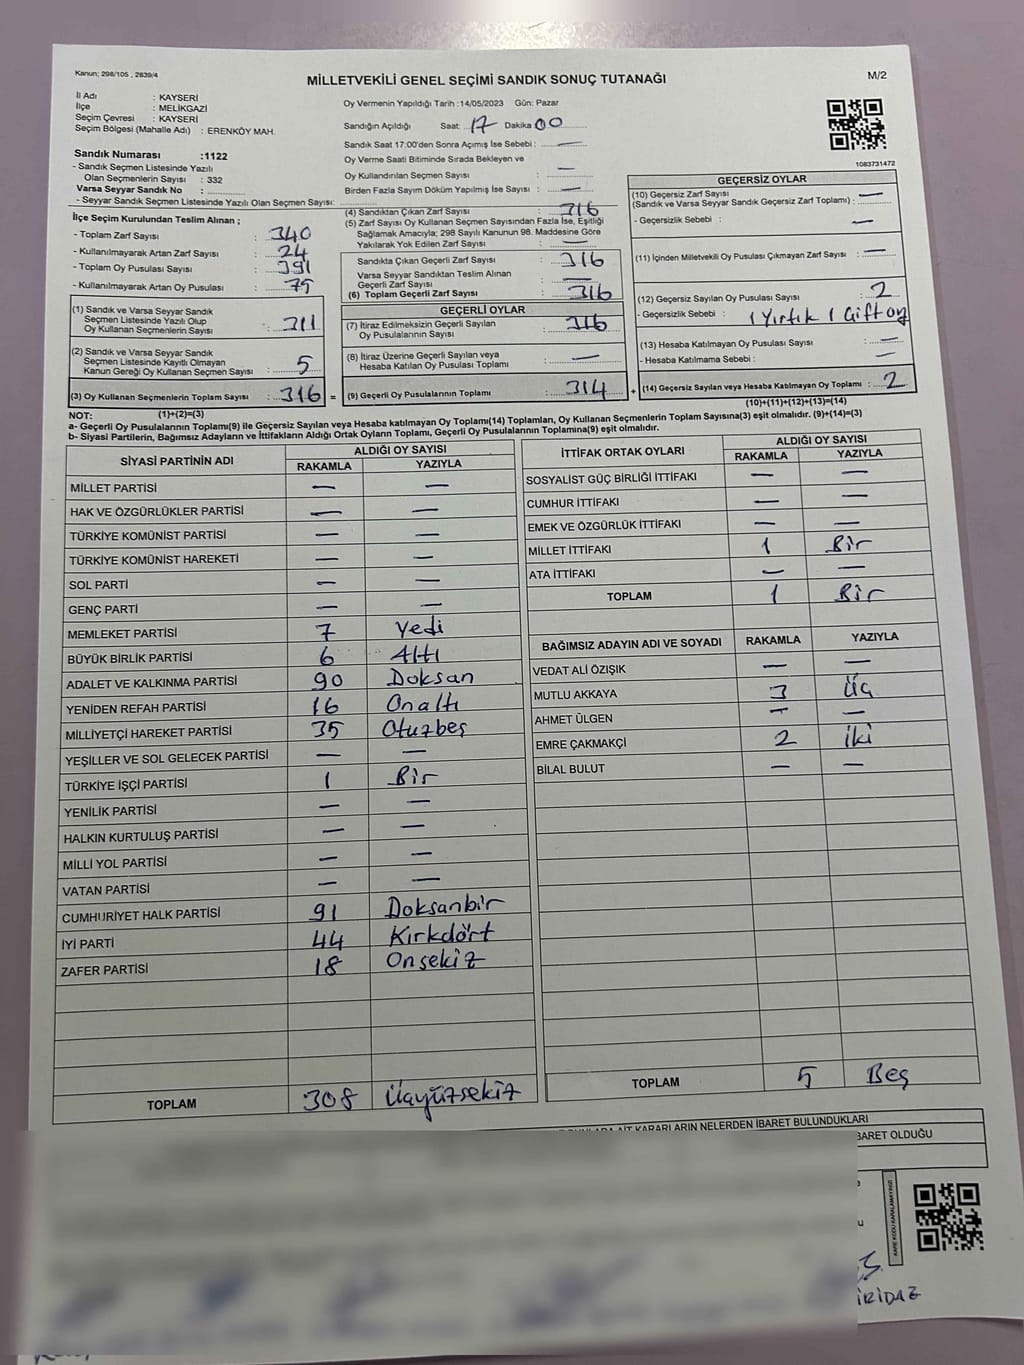 Kanun; 298/105 , 2839/4
MİLLETVEKİLİ GENEL SEÇİMİ SANDIK SONUÇ TUTANAĞI
M/2
İl Adı : KAYSERİ
İlçe : MELİKGAZİ
Seçim Çevresi : KAYSERİ
Seçim Bölgesi (Mahalle Adı) : ERENKÖY MAH.
Sandık Numarası :1122
- Sandık Seçmen Listesinde Yazılı
Olan Seçmenlerin Sayısı : 332
Varsa Seyyar Sandık No :
- Seyyar Sandık Seçmen Listesinde Yazılı Olan Seçmen Sayısı:
Oy Vermenin Yapıldığı Tarih :14/05/2023 Gün: Pazar
Sandığın Açıldığı Saat: 17 Dakika 00
Sandık Saat 17:00'den Sonra Açımış İse Sebebi : —
Oy Verme Saati Bitiminde Sırada Bekleyen ve
Oy Kullandırılan Seçmen Sayısı : —
Birden Fazla Sayım Döküm Yapılmış İse Sayısı : —
1083731472
İlçe Seçim Kurulundan Teslim Alınan ;
- Toplam Zarf Sayısı : 340
- Kullanılmayarak Artan Zarf Sayısı : 24
- Toplam Oy Pusulası Sayısı : 391
- Kullanılmayarak Artan Oy Pusulası : 75
(1) Sandık ve Varsa Seyyar Sandık
Seçmen Listesinde Yazılı Olup
Oy Kullanan Seçmenlerin Sayısı : 311
(2) Sandık ve Varsa Seyyar Sandık
Seçmen Listesinde Kayıtlı Olmayan
Kanun Gereği Oy Kullanan Seçmen Sayısı : 5
(3) Oy Kullanan Seçmenlerin Toplam Sayısı : 316 =
(4) Sandıktan Çıkan Zarf Sayısı : 316
(5) Zarf Sayısı Oy Kullanan Seçmen Sayısından Fazla İse, Eşitliği
Sağlamak Amacıyla; 298 Sayılı Kanunun 98. Maddesine Göre
Yakılarak Yok Edilen Zarf Sayısı : —
Sandıkta Çıkan Geçerli Zarf Sayısı : 316
Varsa Seyyar Sandıktan Teslim Alınan
Geçerli Zarf Sayısı : —
(6) Toplam Geçerli Zarf Sayısı : 316
GEÇERLİ OYLAR
(7) İtiraz Edilmeksizin Geçerli Sayılan
Oy Pusulalarının Sayısı : 316
(8) İtiraz Üzerine Geçerli Sayılan veya
Hesaba Katılan Oy Pusulası Toplamı : —
(9) Geçerli Oy Pusulalarının Toplamı : 314 +
GEÇERSİZ OYLAR
(10) Geçersiz Zarf Sayısı
(Sandık ve Varsa Seyyar Sandık Geçersiz Zarf Toplamı) : —
- Geçersizlik Sebebi : —
(11) İçinden Milletvekili Oy Pusulası Çıkmayan Zarf Sayısı : —
(12) Geçersiz Sayılan Oy Pusulası Sayısı : 2
- Geçersizlik Sebebi : 1 Yırtık 1 Çift oy
(13) Hesaba Katılmayan Oy Pusulası Sayısı : —
- Hesaba Katılmama Sebebi : —
(14) Geçersiz Sayılan veya Hesaba Katılmayan Oy Toplamı : 2
NOT: (1)+(2)=(3) (10)+(11)+(12)+(13)=(14)
a- Geçerli Oy Pusulalarının Toplamı(9) ile Geçersiz Sayılan veya Hesaba katılmayan Oy Toplamı(14) Toplamları, Oy Kullanan Seçmenlerin Toplam Sayısına(3) eşit olmalıdır. (9)+(14)=(3)
b- Siyasi Partilerin, Bağımsız Adayların ve İttifakların Aldığı Ortak Oyların Toplamı, Geçerli Oy Pusulalarının Toplamına(9) eşit olmalıdır.
SİYASİ PARTİNİN ADI ALDIĞI OY SAYISI
RAKAMLA YAZIYLA
MİLLET PARTİSİ — —
HAK VE ÖZGÜRLÜKLER PARTİSİ — —
TÜRKİYE KOMÜNİST PARTİSİ — —
TÜRKİYE KOMÜNİST HAREKETİ — —
SOL PARTİ — —
GENÇ PARTİ — —
MEMLEKET PARTİSİ 7 Yedi
BÜYÜK BİRLİK PARTİSİ 6 Altı
ADALET VE KALKINMA PARTİSİ 90 Doksan
YENİDEN REFAH PARTİSİ 16 Onaltı
MİLLİYETÇİ HAREKET PARTİSİ 35 Otuzbeş
YEŞİLLER VE SOL GELECEK PARTİSİ — —
TÜRKİYE İŞÇİ PARTİSİ 1 Bir
YENİLİK PARTİSİ — —
HALKIN KURTULUŞ PARTİSİ — —
MİLLİ YOL PARTİSİ — —
VATAN PARTİSİ — —
CUMHURİYET HALK PARTİSİ 91 Doksanbir
İYİ PARTİ 44 Kırkdört
ZAFER PARTİSİ 18 Onsekiz
TOPLAM 308 Üçyüzsekiz
İTTİFAK ORTAK OYLARI ALDIĞI OY SAYISI
RAKAMLA YAZIYLA
SOSYALİST GÜÇ BİRLİĞİ İTTİFAKI — —
CUMHUR İTTİFAKI — —
EMEK VE ÖZGÜRLÜK İTTİFAKI — —
MİLLET İTTİFAKI 1 Bir
ATA İTTİFAKI — —
TOPLAM 1 Bir
BAĞIMSIZ ADAYIN ADI VE SOYADI RAKAMLA YAZIYLA
VEDAT ALİ ÖZIŞIK — —
MUTLU AKKAYA 3 Üç
AHMET ÜLGEN — —
EMRE ÇAKMAKÇİ 2 İki
BİLAL BULUT — —
TOPLAM 5 Beş
AİT KARARLARIN NELERDEN İBARET BULUNDUKLARI
BARET OLDUĞU
KARE KODU KARALAMAYINIZ!